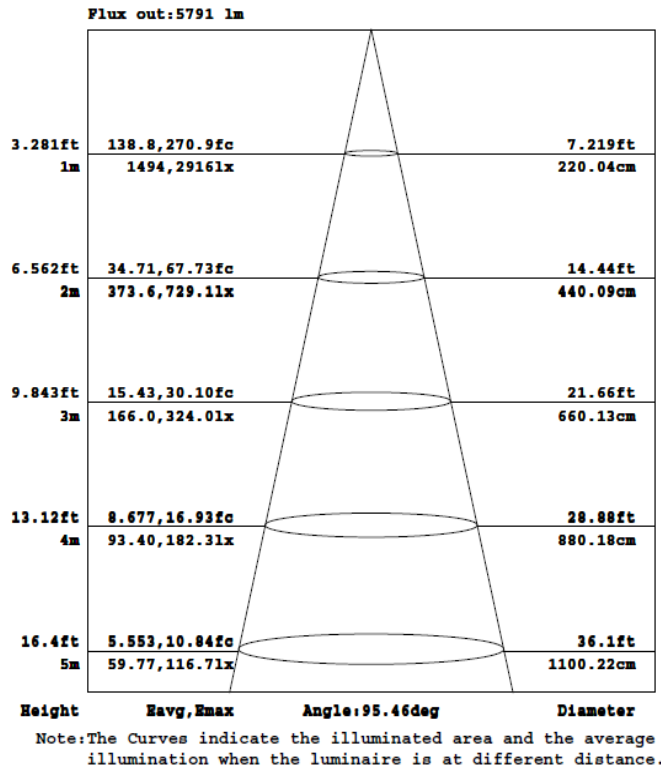 Flux out:5791 lm
3.281ft 138.8,270.9fc 7.219ft
1m 1494,2916lx 220.04cm
6.562ft 34.71,67.73fc 14.44ft
2m 373.6,729.1lx 440.09cm
9.843ft 15.43,30.10fc 21.66ft
3m 166.0,324.0lx 660.13cm
13.12ft 8.677,16.93fc 28.88ft
4m 93.40,182.3lx 880.18cm
16.4ft 5.553,10.84fc 36.1ft
5m 59.77,116.7lx 1100.22cm
Height Eavg,Emax Angle:95.46deg Diameter
Note:The Curves indicate the illuminated area and the average
illumination when the luminaire is at different distance.